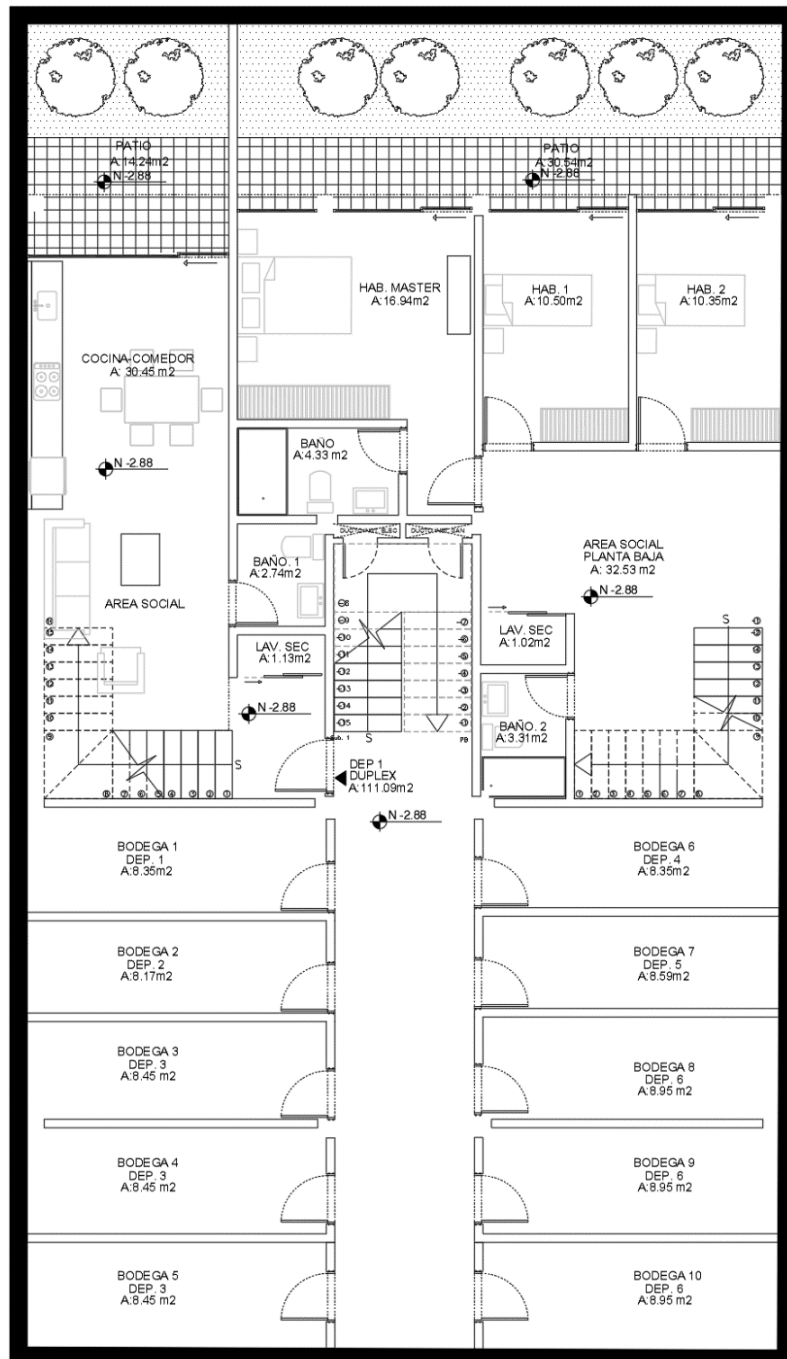 PATIO
A:14.24m2
N -2.88
PATIO
A:30.54m2
N -2.88
HAB. MASTER
A:16.94m2
HAB. 1
A:10.50m2
HAB. 2
A:10.35m2
COCINA-COMEDOR
A: 30.45 m2
N -2.88
BAÑO
A:4.33 m2
BAÑO. 1
A:2.74m2
AREA SOCIAL
AREA SOCIAL
PLANTA BAJA
A: 32.53 m2
N -2.88
LAV. SEC
A:1.13m2
N -2.88
LAV. SEC
A:1.02m2
BAÑO. 2
A:3.31m2
S
S
S
PB
DEP 1
DUPLEX
A:111.09m2
N -2.88
BODEGA 1
DEP. 1
A:8.35m2
BODEGA 6
DEP. 4
A:8.35m2
BODEGA 2
DEP. 2
A:8.17m2
BODEGA 7
DEP. 5
A:8.59m2
BODEGA 3
DEP. 3
A:8.45 m2
BODEGA 8
DEP. 6
A:8.95 m2
BODEGA 4
DEP. 3
A:8.45 m2
BODEGA 9
DEP. 6
A:8.95 m2
BODEGA 5
DEP. 3
A:8.45 m2
BODEGA 10
DEP. 6
A:8.95 m2